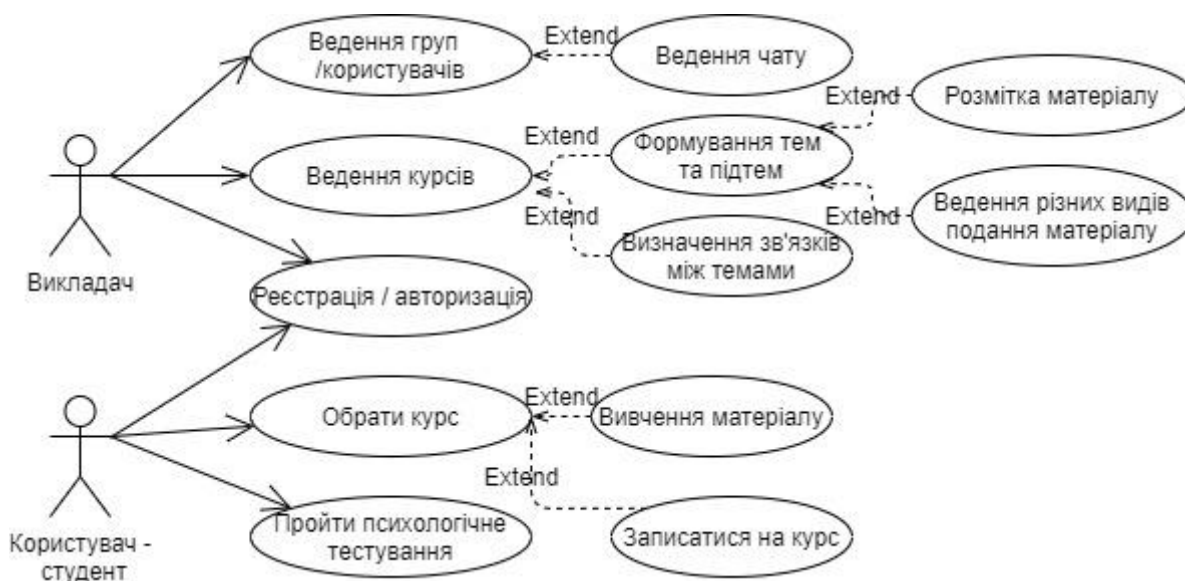 Ведення груп
/користувачів
Extend
Ведення чату
Extend
Розмітка матеріалу
Extend
Формування тем
та підтем
Ведення курсів
Extend
Extend
Ведення різних видів
подання матеріалу
Визначення зв'язків
між темами
Викладач
Реєстрація / авторизація
Обрати курс
Extend
Вивчення матеріалу
Extend
Пройти психологічне
тестування
Записатися на курс
Користувач -
студент